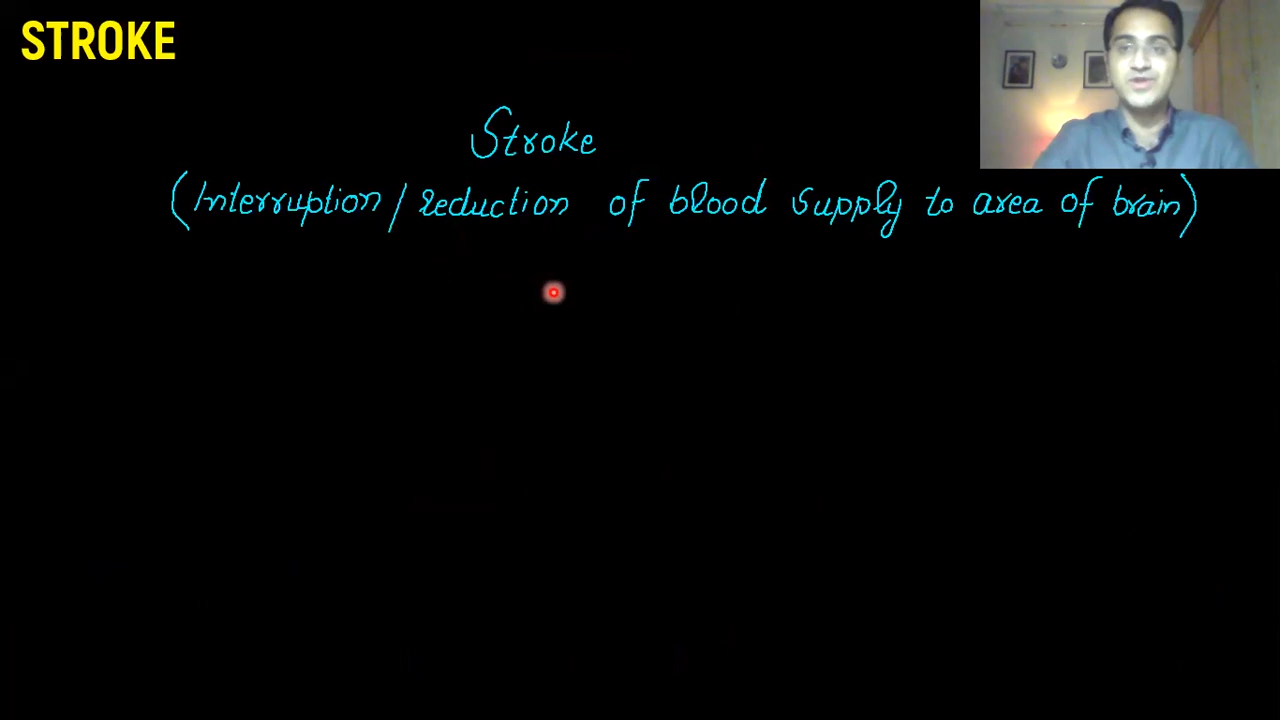 STROKE
Stroke
(Interruption/reduction of blood supply to area of brain)